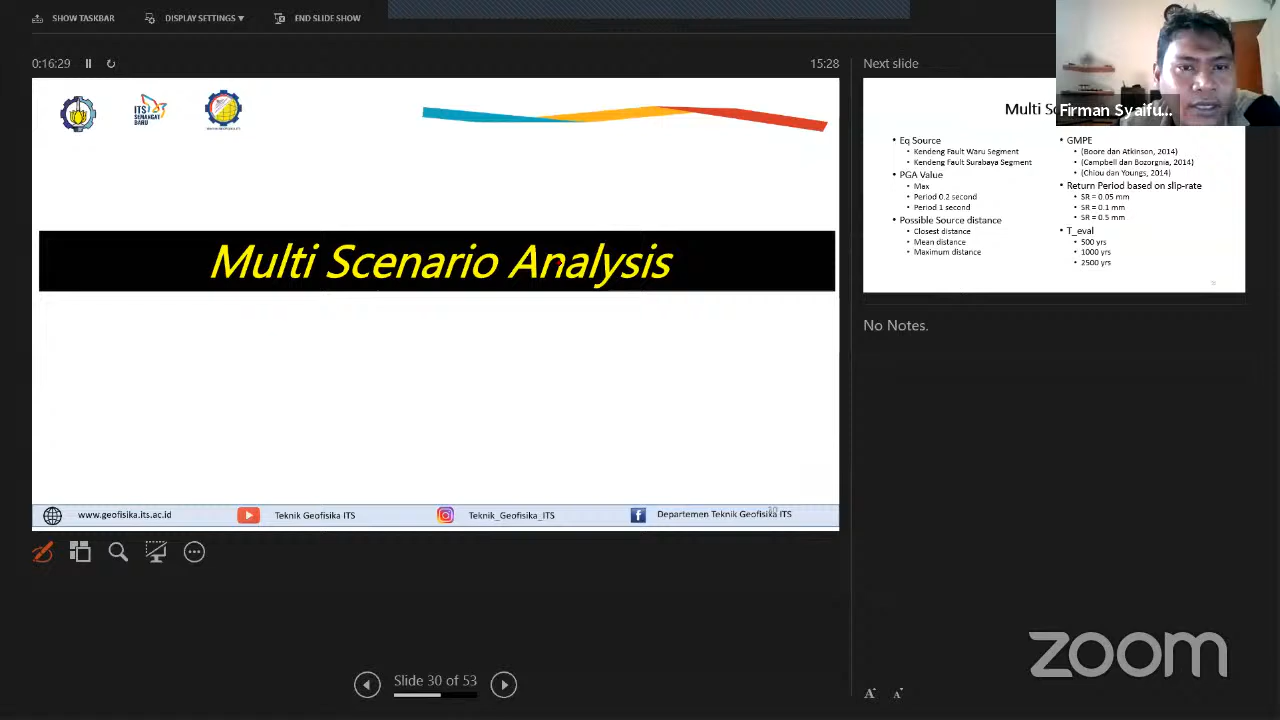 SHOW TASKBAR
DISPLAY SETTINGS ▼
END SLIDE SHOW
0:16:29
15:28
ITS
SEMANGAT
BARU
Multi Scenario Analysis
www.geofisika.its.ac.id
Teknik Geofisika ITS
Teknik_Geofisika_ITS
Departemen Teknik Geofisika ITS
Slide 30 of 53
Next slide
Firman Syaifu...
Multi Sc
• Eq Source
• Kendeng Fault Waru Segment
• Kendeng Fault Surabaya Segment
• PGA Value
• Max
• Period 0.2 second
• Period 1 second
• Possible Source distance
• Closest distance
• Mean distance
• Maximum distance
• GMPE
• (Boore dan Atkinson, 2014)
• (Campbell dan Bozorgnia, 2014)
• (Chiou dan Youngs, 2014)
• Return Period based on slip-rate
• SR = 0.05 mm
• SR = 0.1 mm
• SR = 0.5 mm
• T_eval
• 500 yrs
• 1000 yrs
• 2500 yrs
No Notes.
zoom
A A